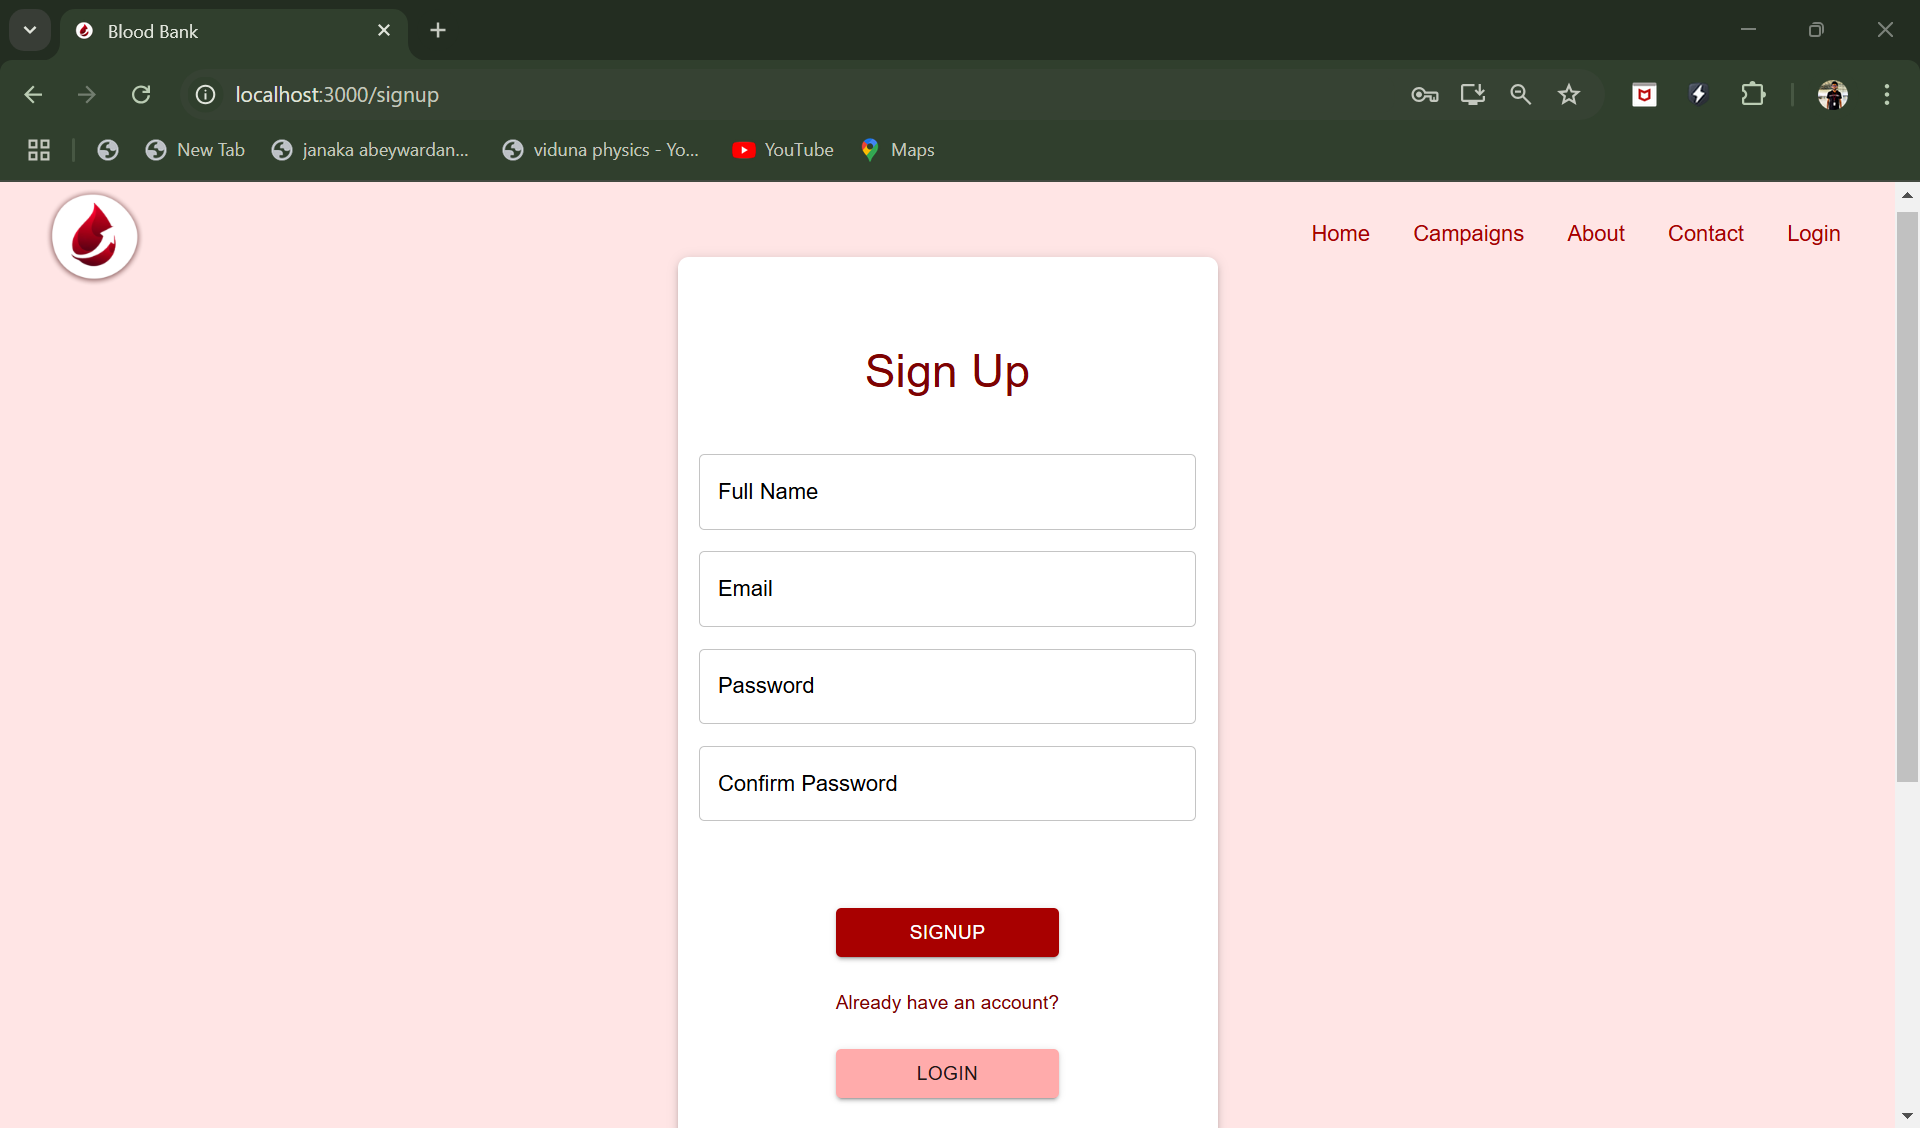 Blood Bank
localhost:3000/signup
New Tab
janaka abeywardan...
viduna physics - Yo...
YouTube
Maps
Home
Campaigns
About
Contact
Login
Sign Up
Full Name
Email
Password
Confirm Password
SIGNUP
Already have an account?
LOGIN